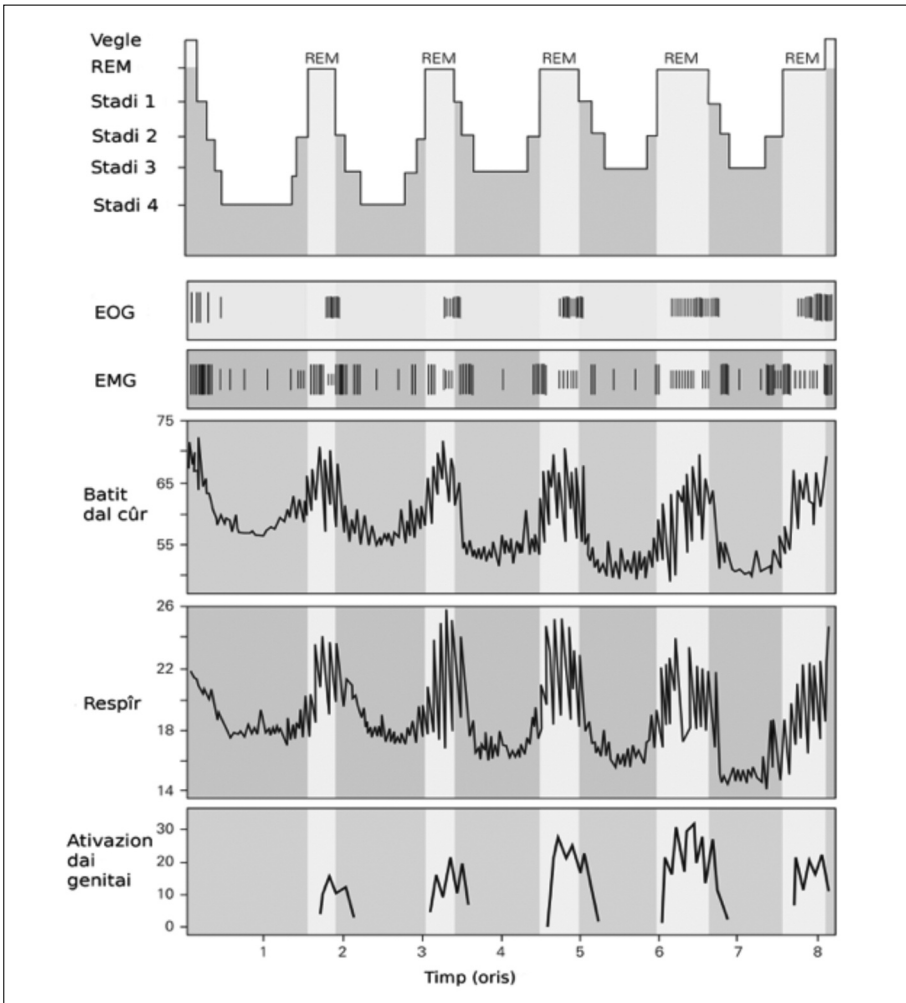 Vegle
REM
Stadi 1
Stadi 2
Stadi 3
Stadi 4
REM
REM
REM
REM
REM
EOG
EMG
Batit
dal cûr
75
65
55
Respîr
26
22
18
14
Ativazion
dai
genitai
30
20
10
0
1 2 3 4 5 6 7 8
Timp (oris)